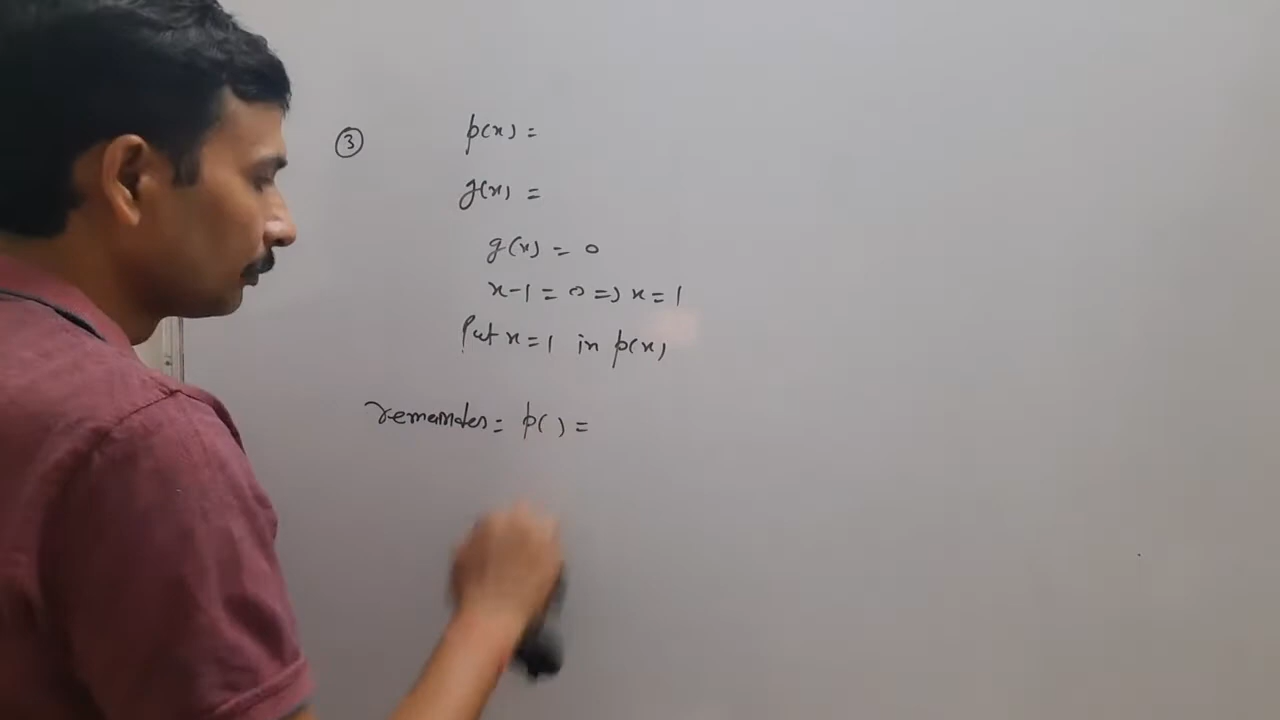 ③ p(x) =
g(x) =
g(x) = 0
x-1 = 0 => x = 1
Put x = 1 in p(x)
remainder = p( ) =